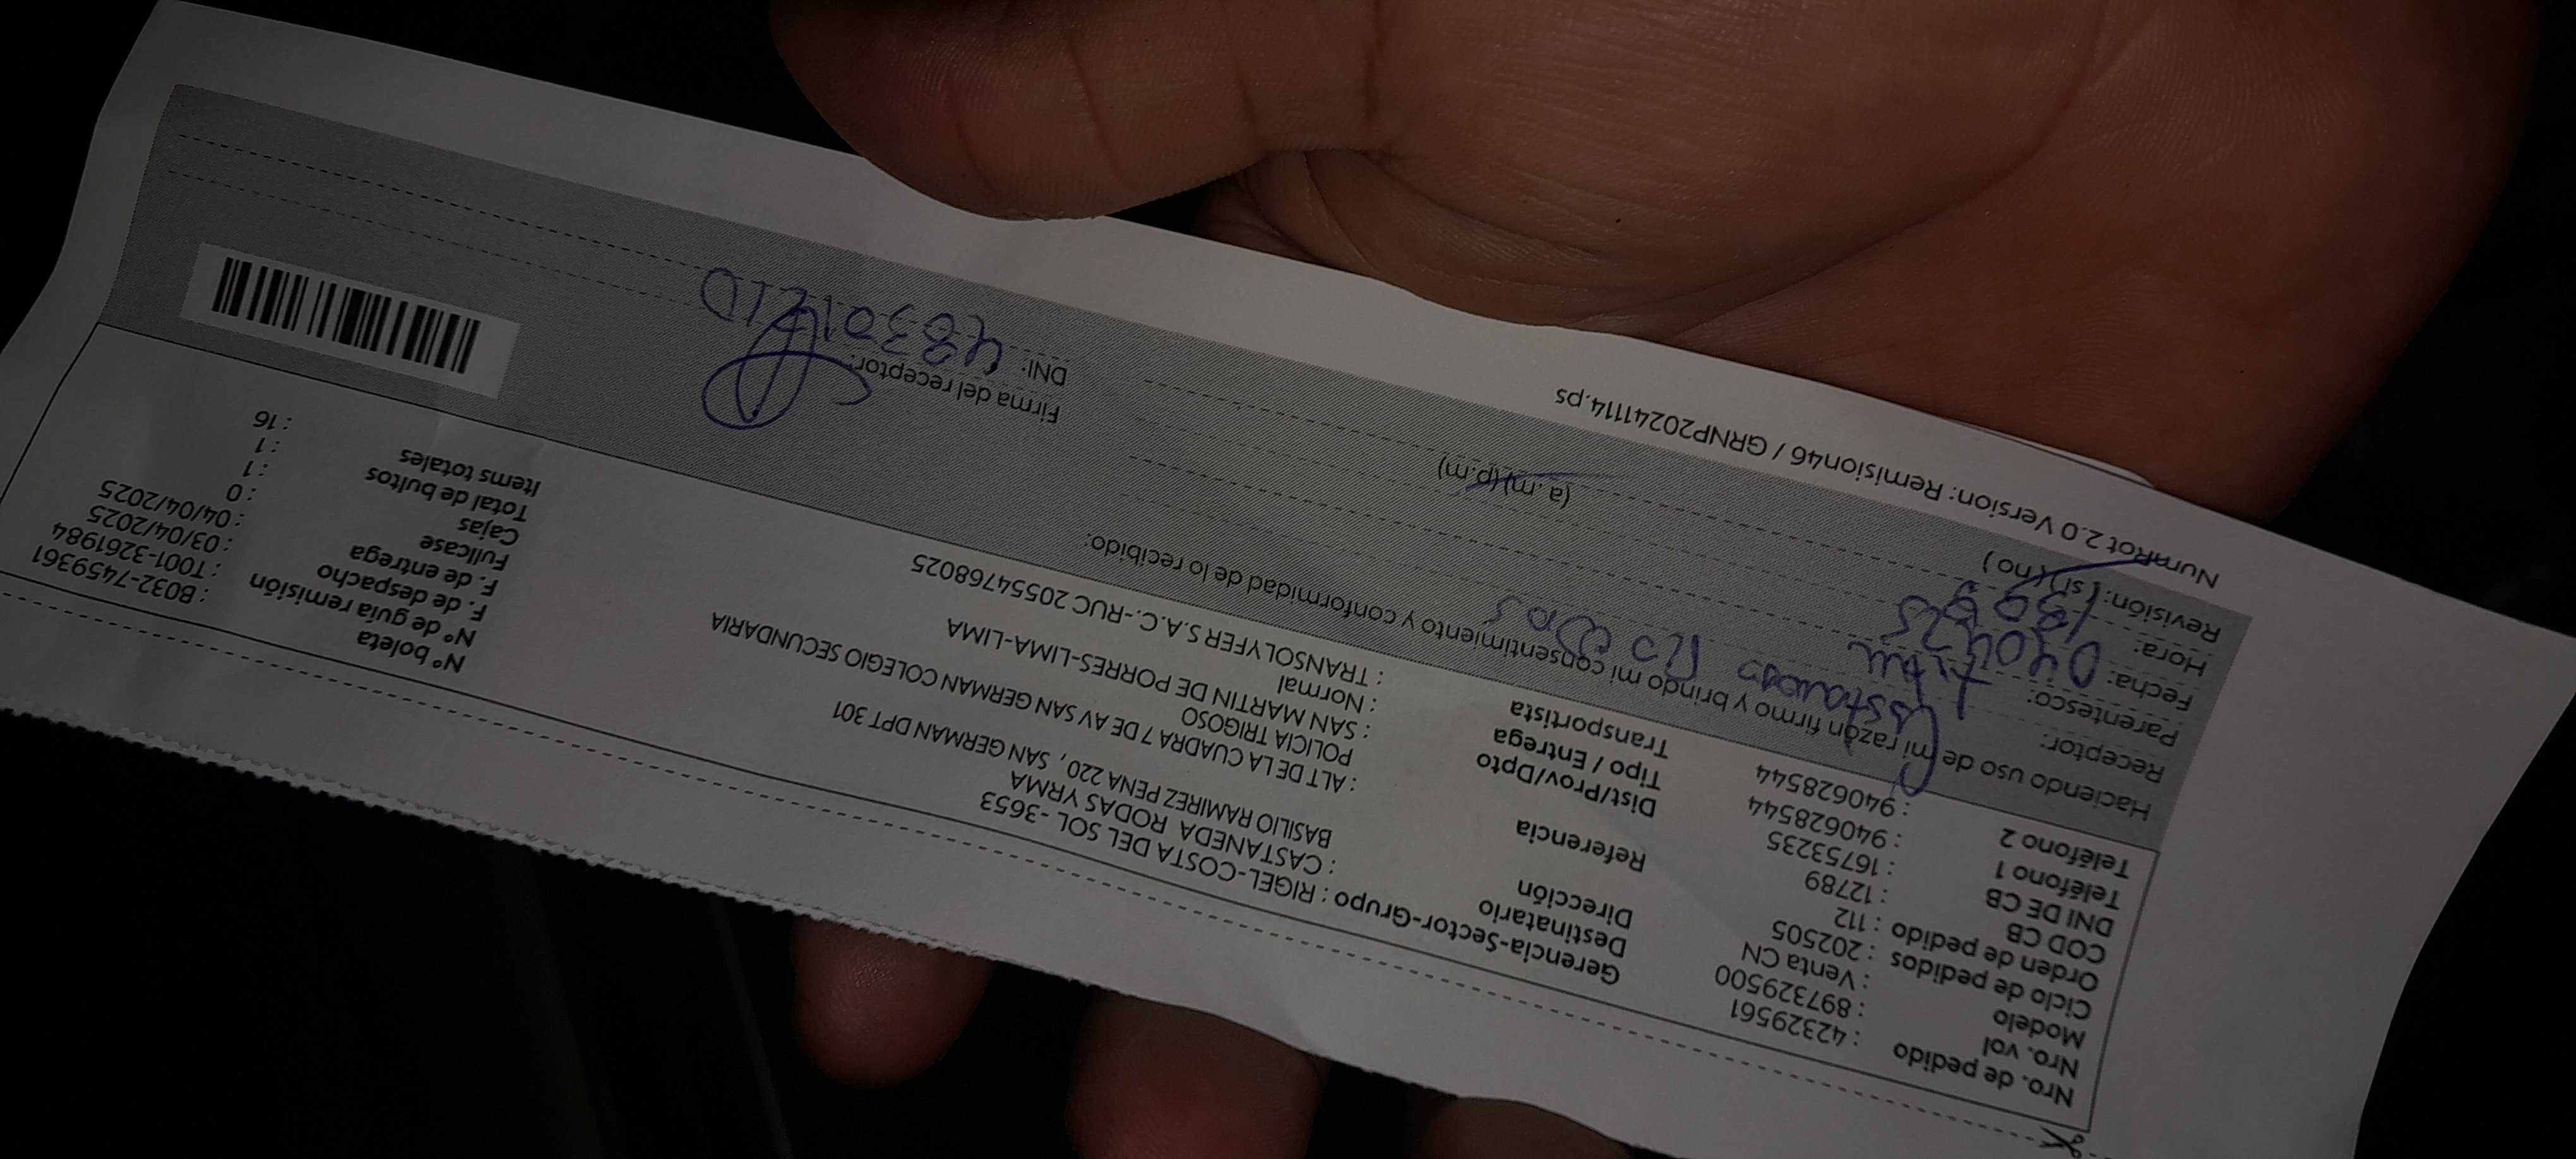 Nro. de pedido : 42329561
Nro. vol : 897329500
Modelo : Venta CN
Ciclo de pedidos : 202505
Orden de pedido : 112
COD CB : 12789
DNI DE CB : 16753235
Teléfono 1 : 940628544
Teléfono 2 : 940628544
Gerencia-Sector-Grupo : RIGEL-COSTA DEL SOL -3653
Destinatario : CASTANEDA RODAS YRMA
Dirección BASILIO RAMIREZ PENA 220, SAN GERMAN DPT 301
Referencia : ALT DE LA CUADRA 7 DE AV SAN GERMAN COLEGIO SECUNDARIA
POLICIA TRIGOSO
Dist/Prov/Dpto : SAN MARTIN DE PORRES-LIMA-LIMA
Tipo / Entrega : Normal
Transportista : TRANSOLYFER S.A.C.-RUC 20554768025
N° boleta : B032-7459361
N° de guía remisión : T001-3261984
F. de despacho : 03/04/2025
F. de entrega : 04/04/2025
Fullcase : 0
Cajas : 1
Total de bultos : 1
Items totales : 16
Haciendo uso de mi razón firmo y brindo mi consentimiento y conformidad de lo recibido:
Receptor:
Parentesco:
Fecha: 040425
Hora: (a.m)(p.m)
Revisión: ( si ) ( no )
Firma del receptor:
DNI:
NumRot 2.0 Version: Remision46 / GRNP20241114.ps